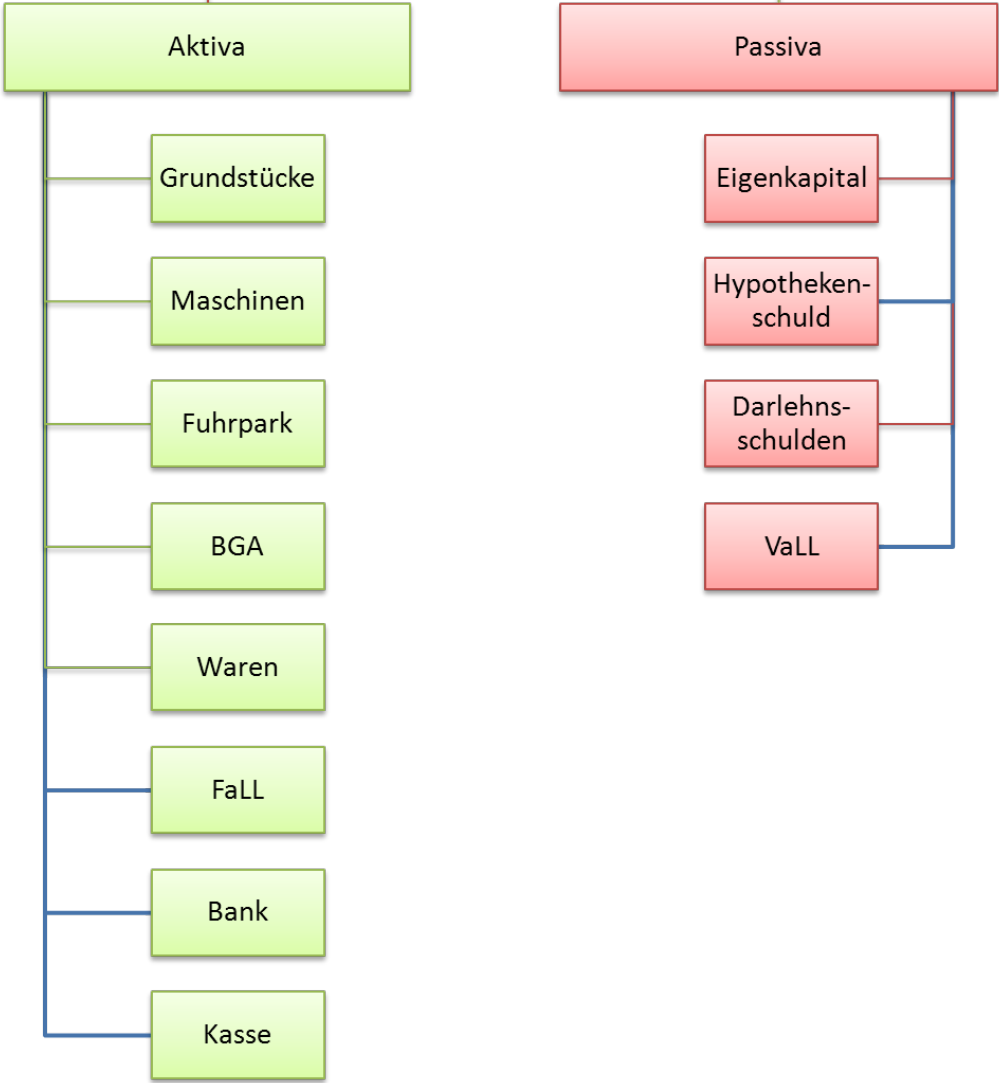 Aktiva
Grundstücke
Maschinen
Fuhrpark
BGA
Waren
FaLL
Bank
Kasse
Passiva
Eigenkapital
Hypotheken-
schuld
Darlehns-
schulden
VaLL